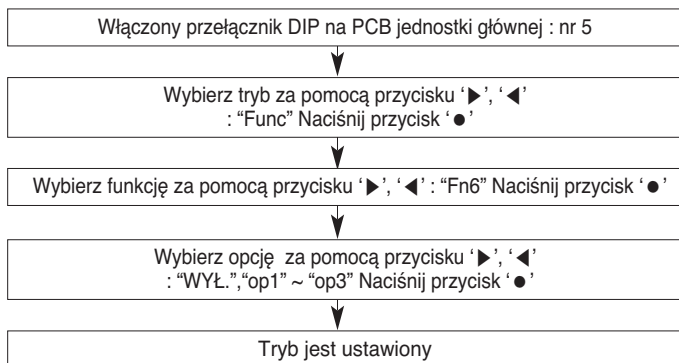 Włączony przełącznik DIP na PCB jednostki głównej : nr 5
Wybierz tryb za pomocą przycisku ‘▶’, ‘◀’
: “Func” Naciśnij przycisk ‘●’
Wybierz funkcję za pomocą przycisku ‘▶’, ‘◀’ : “Fn6” Naciśnij przycisk ‘●’
Wybierz opcję za pomocą przycisku ‘▶’, ‘◀’
: “WYŁ.”,“op1” ~ “op3” Naciśnij przycisk ‘●’
Tryb jest ustawiony